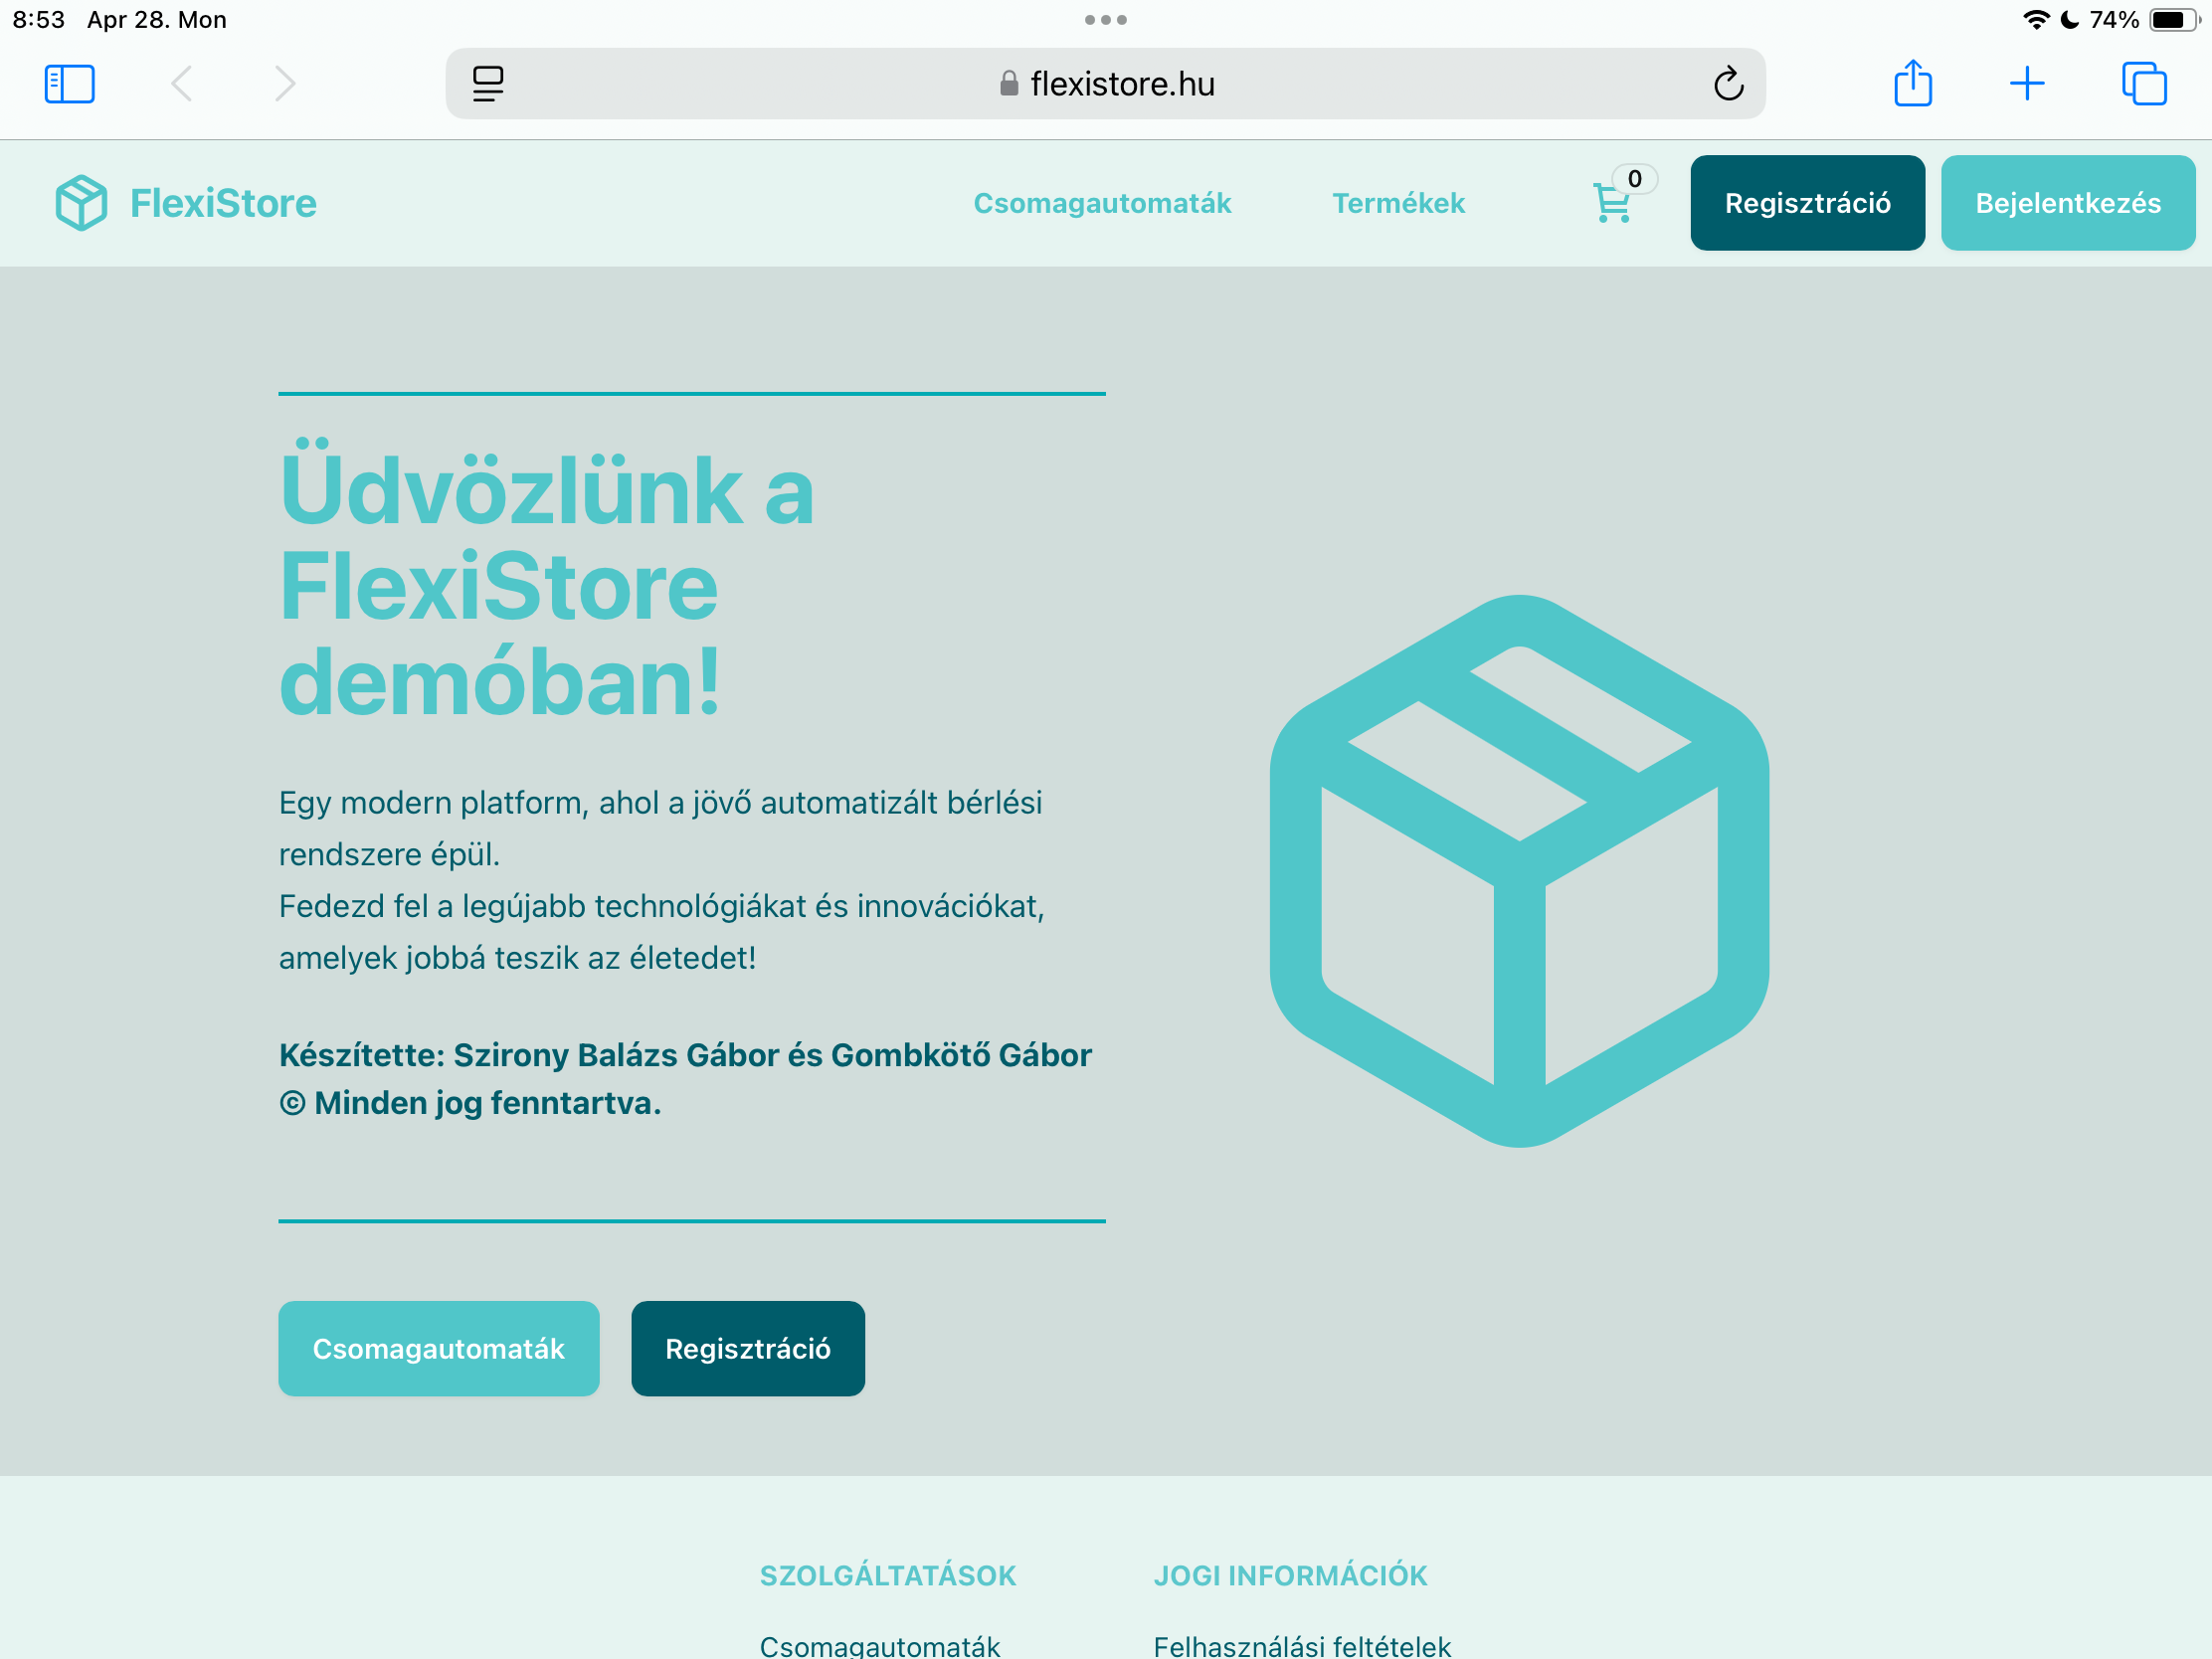 8:53 Apr 28. Mon
74%
flexistore.hu
FlexiStore
Csomagautomaták
Termékek
0
Regisztráció
Bejelentkezés
Üdvözlünk a
FlexiStore
demóban!
Egy modern platform, ahol a jövő automatizált bérlési
rendszere épül.
Fedezd fel a legújabb technológiákat és innovációkat,
amelyek jobbá teszik az életedet!
Készítette: Szirony Balázs Gábor és Gombkötő Gábor
© Minden jog fenntartva.
Csomagautomaták
Regisztráció
SZOLGÁLTATÁSOK
JOGI INFORMÁCIÓK
Csomagautomaták
Felhasználási feltételek